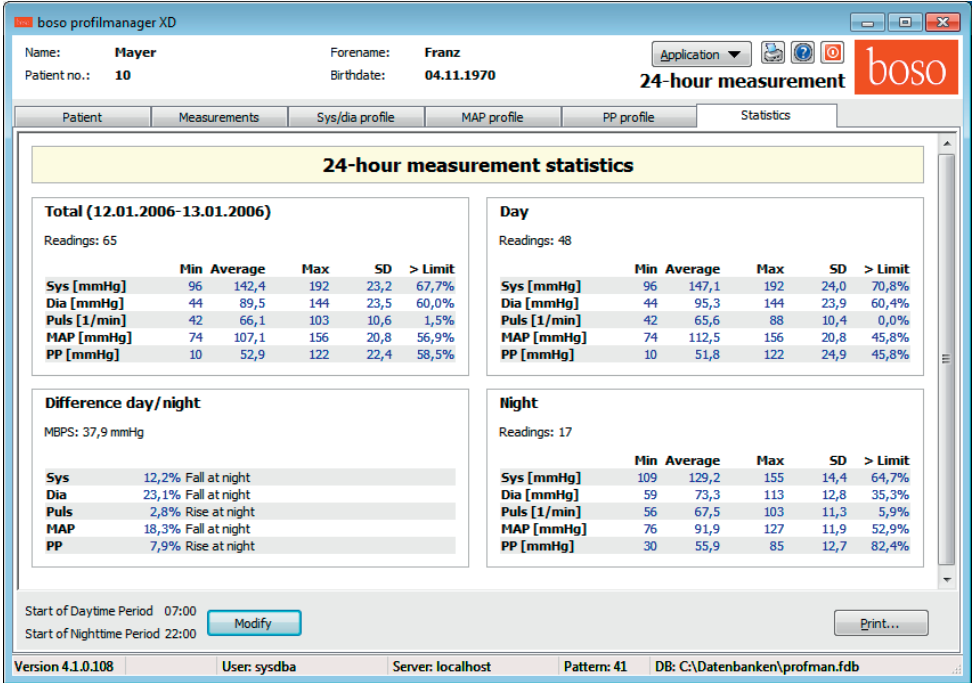 boso boso profilmanager XD
Name: Mayer Forename: Franz
Patient no.: 10 Birthdate: 04.11.1970
Application
24-hour measurement
boso
Patient Measurements Sys/dia profile MAP profile PP profile Statistics
24-hour measurement statistics
Total (12.01.2006-13.01.2006)
Readings: 65
Min Average Max SD > Limit
Sys [mmHg] 96 142,4 192 23,2 67,7%
Dia [mmHg] 44 89,5 144 23,5 60,0%
Puls [1/min] 42 66,1 103 10,6 1,5%
MAP [mmHg] 74 107,1 156 20,8 56,9%
PP [mmHg] 10 52,9 122 22,4 58,5%
Day
Readings: 48
Min Average Max SD > Limit
Sys [mmHg] 96 147,1 192 24,0 70,8%
Dia [mmHg] 44 95,3 144 23,9 60,4%
Puls [1/min] 42 65,6 88 10,4 0,0%
MAP [mmHg] 74 112,5 156 20,8 45,8%
PP [mmHg] 10 51,8 122 24,9 45,8%
Difference day/night
MBPS: 37,9 mmHg
Sys 12,2% Fall at night
Dia 23,1% Fall at night
Puls 2,8% Rise at night
MAP 18,3% Fall at night
PP 7,9% Rise at night
Night
Readings: 17
Min Average Max SD > Limit
Sys [mmHg] 109 129,2 155 14,4 64,7%
Dia [mmHg] 59 73,3 113 12,8 35,3%
Puls [1/min] 56 67,5 103 11,3 5,9%
MAP [mmHg] 76 91,9 127 11,9 52,9%
PP [mmHg] 30 55,9 85 12,7 82,4%
Start of Daytime Period 07:00
Start of Nighttime Period 22:00
Modify
Print...
Version 4.1.0.108 User: sysdba Server: localhost Pattern: 41 DB: C:\Datenbanken\profman.fdb